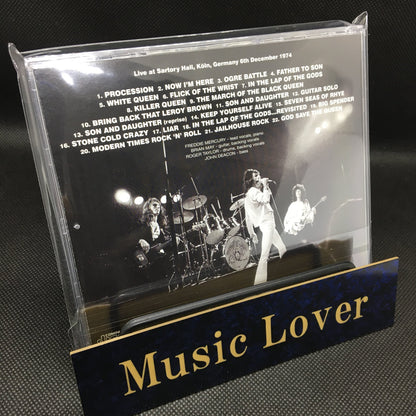 Live at Sartory Hall, Köln, Germany 6th December 1974
1. PROCESSION 2. NOW I'M HERE 3. OGRE BATTLE 4. FATHER TO SON
5. WHITE QUEEN 6. FLICK OF THE WRIST 7. IN THE LAP OF THE GODS
8. KILLER QUEEN 9. THE MARCH OF THE BLACK QUEEN
10. BRING BACK THAT LEROY BROWN 11. SON AND DAUGHTER 12. GUITAR SOLO
13. SON AND DAUGHTER (reprise) 14. KEEP YOURSELF ALIVE 15. SEVEN SEAS OF RHYE
16. STONE COLD CRAZY 17. LIAR 18. IN THE LAP OF THE GODS...REVISITED 19. BIG SPENDER
20. MODERN TIMES ROCK 'N' ROLL 21. JAILHOUSE ROCK 22. GOD SAVE THE QUEEN
FREDDIE MERCURY - lead vocals, piano
BRIAN MAY - guitar, backing vocals
ROGER TAYLOR - drums, backing vocals
JOHN DEACON - bass
Music Lover